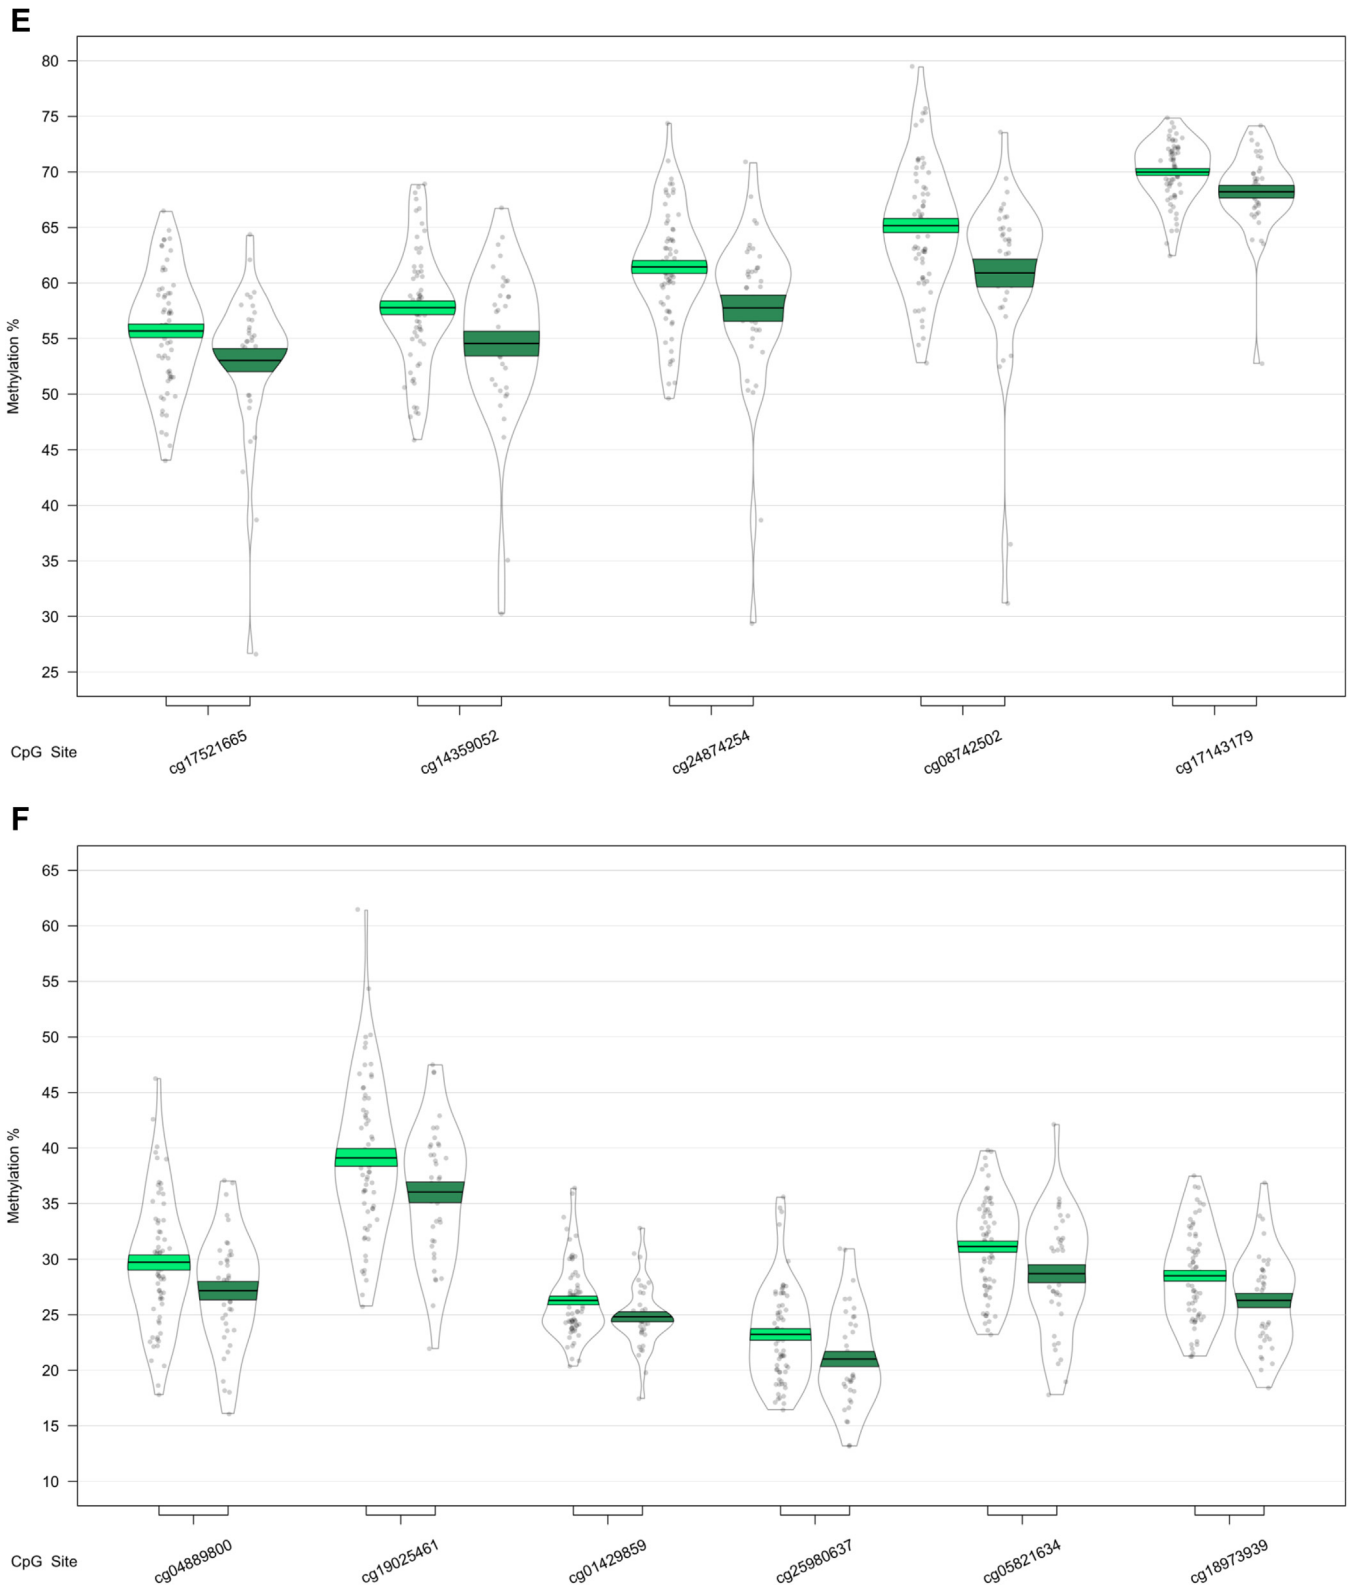 E
80
75
70
65
60
55
50
45
40
35
30
25
Methylation %
CpG Site
cg17521665
cg14359052
cg24874254
cg08742502
cg17143179
F
65
60
55
50
45
40
35
30
25
20
15
10
Methylation %
CpG Site
cg04889800
cg19025461
cg01429859
cg25980637
cg05821634
cg18973939